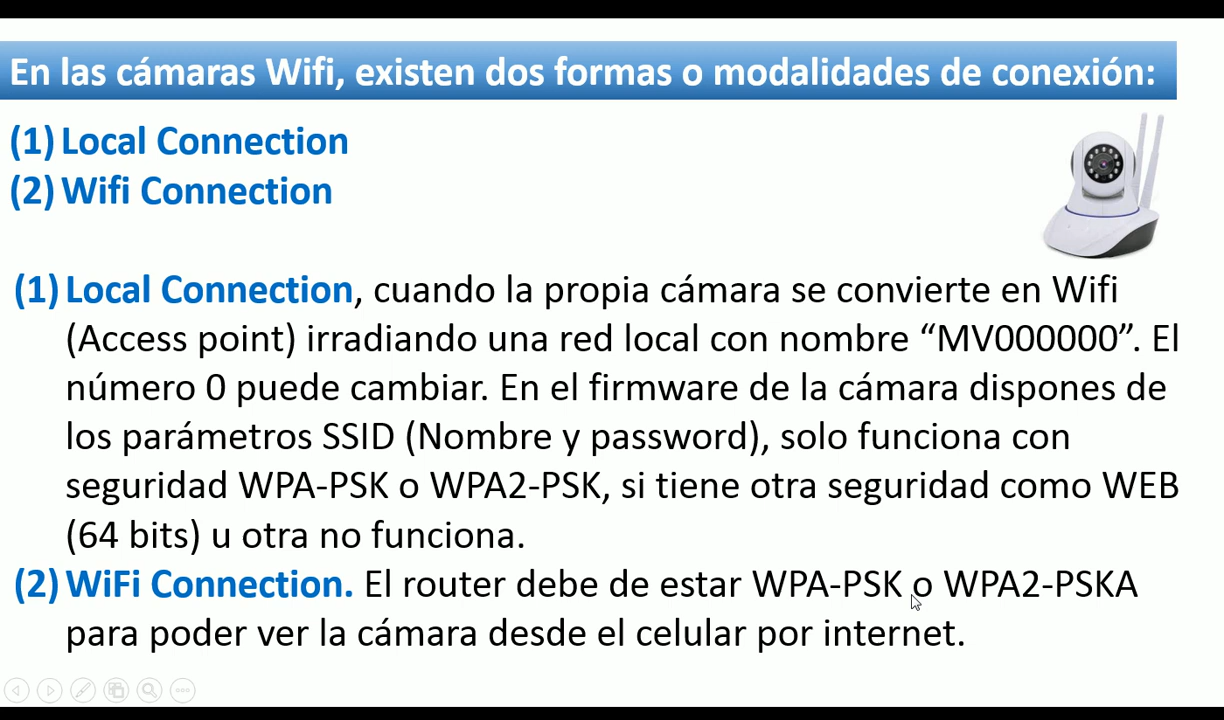 En las cámaras Wifi, existen dos formas o modalidades de conexión:
(1) Local Connection
(2) Wifi Connection
(1) Local Connection, cuando la propia cámara se convierte en Wifi
(Access point) irradiando una red local con nombre “MV000000”. El
número 0 puede cambiar. En el firmware de la cámara dispones de
los parámetros SSID (Nombre y password), solo funciona con
seguridad WPA-PSK o WPA2-PSK, si tiene otra seguridad como WEB
(64 bits) u otra no funciona.
(2) WiFi Connection. El router debe de estar WPA-PSK o WPA2-PSKA
para poder ver la cámara desde el celular por internet.